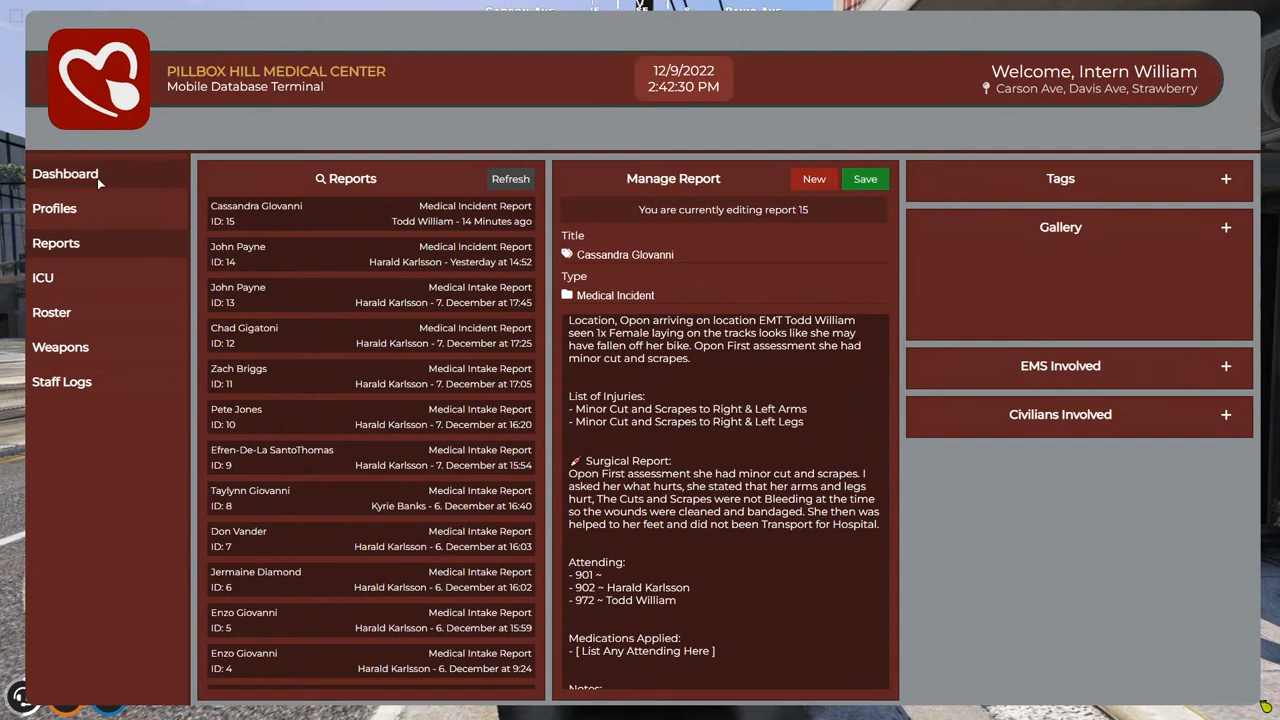 CARSON AVE DAVIS AVE
PILLBOX HILL MEDICAL CENTER
Mobile Database Terminal
12/9/2022
2:42:30 PM
Welcome, Intern William
Carson Ave, Davis Ave, Strawberry
Dashboard
Profiles
Reports
ICU
Roster
Weapons
Staff Logs
Reports Refresh
Cassandra GIovanni Medical Incident Report
ID: 15 Todd William - 14 Minutes ago
John Payne Medical Incident Report
ID: 14 Harald Karlsson - Yesterday at 14:52
John Payne Medical Intake Report
ID: 13 Harald Karlsson - 7. December at 17:45
Chad Gigatoni Medical Incident Report
ID: 12 Harald Karlsson - 7. December at 17:25
Zach Briggs Medical Intake Report
ID: 11 Harald Karlsson - 7. December at 17:05
Pete Jones Medical Intake Report
ID: 10 Harald Karlsson - 7. December at 16:20
Efren-De-La SantoThomas Medical Intake Report
ID: 9 Harald Karlsson - 7. December at 15:54
Taylynn Giovanni Medical Intake Report
ID: 8 Kyrie Banks - 6. December at 16:40
Don Vander Medical Intake Report
ID: 7 Harald Karlsson - 6. December at 16:03
Jermaine Diamond Medical Intake Report
ID: 6 Harald Karlsson - 6. December at 16:02
Enzo Giovanni Medical Intake Report
ID: 5 Harald Karlsson - 6. December at 15:59
Enzo Giovanni Medical Intake Report
ID: 4 Harald Karlsson - 6. December at 9:24
Manage Report New Save
You are currently editing report 15
Title
Cassandra GIovanni
Type
Medical Incident
Location, Opon arriving on location EMT Todd William
seen 1x Female laying on the tracks looks like she may
have fallen off her bike. Opon First assessment she had
minor cut and scrapes.
List of Injuries:
- Minor Cut and Scrapes to Right & Left Arms
- Minor Cut and Scrapes to Right & Left Legs
Surgical Report:
Opon First assessment she had minor cut and scrapes. I
asked her what hurts, she stated that her arms and legs
hurt, The Cuts and Scrapes were not Bleeding at the time
so the wounds were cleaned and bandaged. She then was
helped to her feet and did not been Transport for Hospital.
Attending:
- 901 ~
- 902 ~ Harald Karlsson
- 972 ~ Todd William
Medications Applied:
- [ List Any Attending Here ]
Notes:
Tags +
Gallery +
EMS Involved +
Civilians Involved +